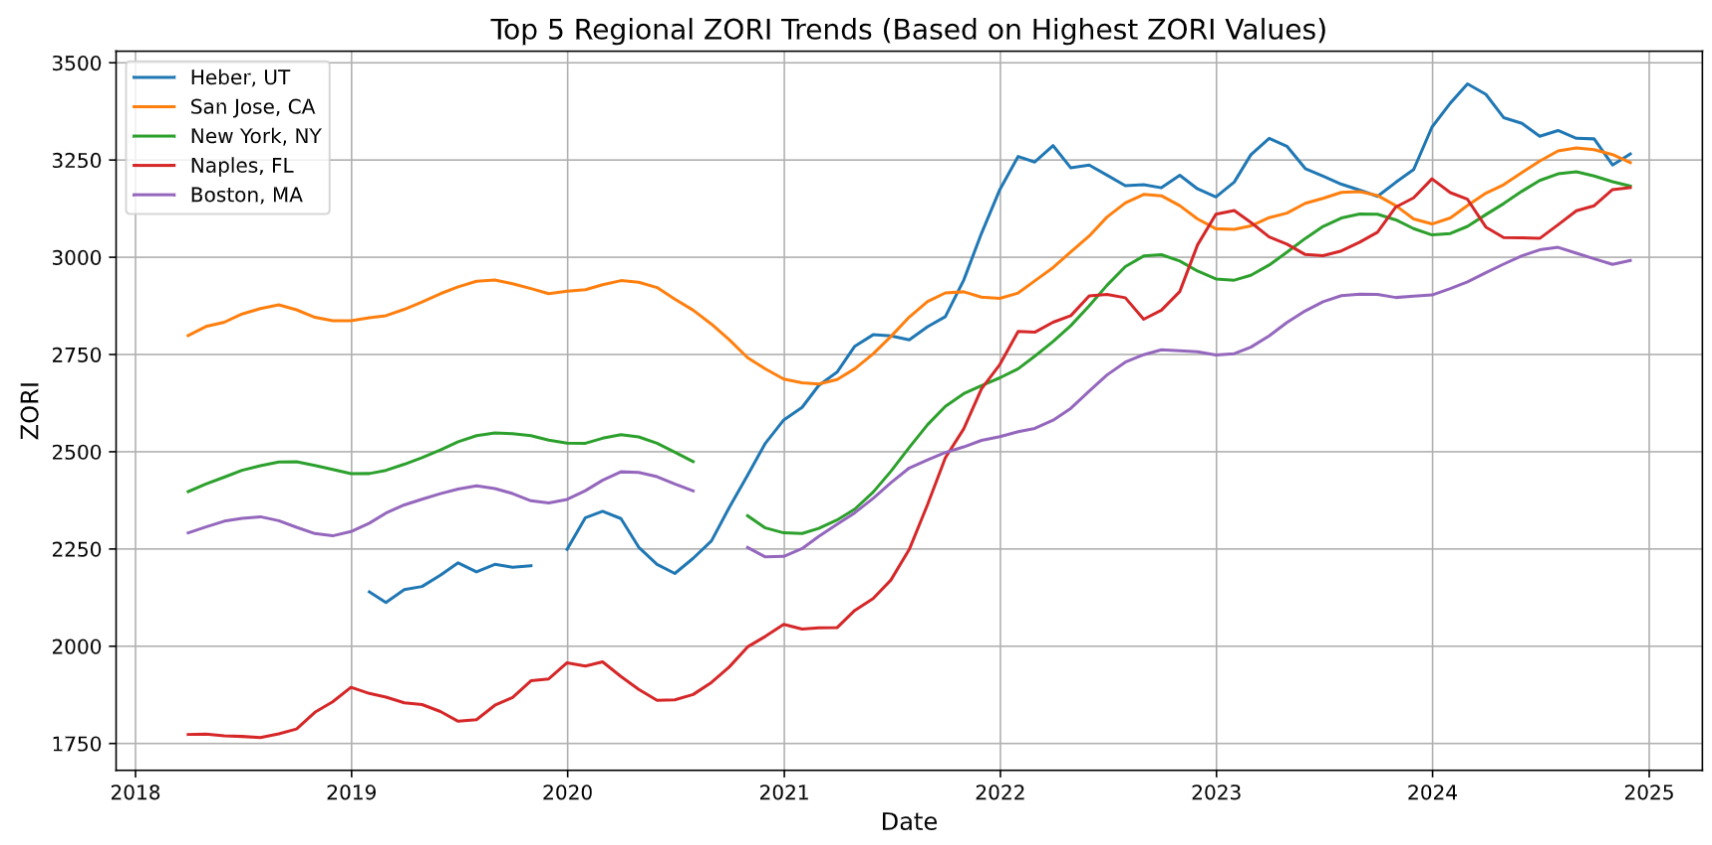 Top 5 Regional ZORI Trends (Based on Highest ZORI Values)
3500
3250
3000
2750
2500
2250
2000
1750
ZORI
Heber, UT
San Jose, CA
New York, NY
Naples, FL
Boston, MA
2018 2019 2020 2021 2022 2023 2024 2025
Date